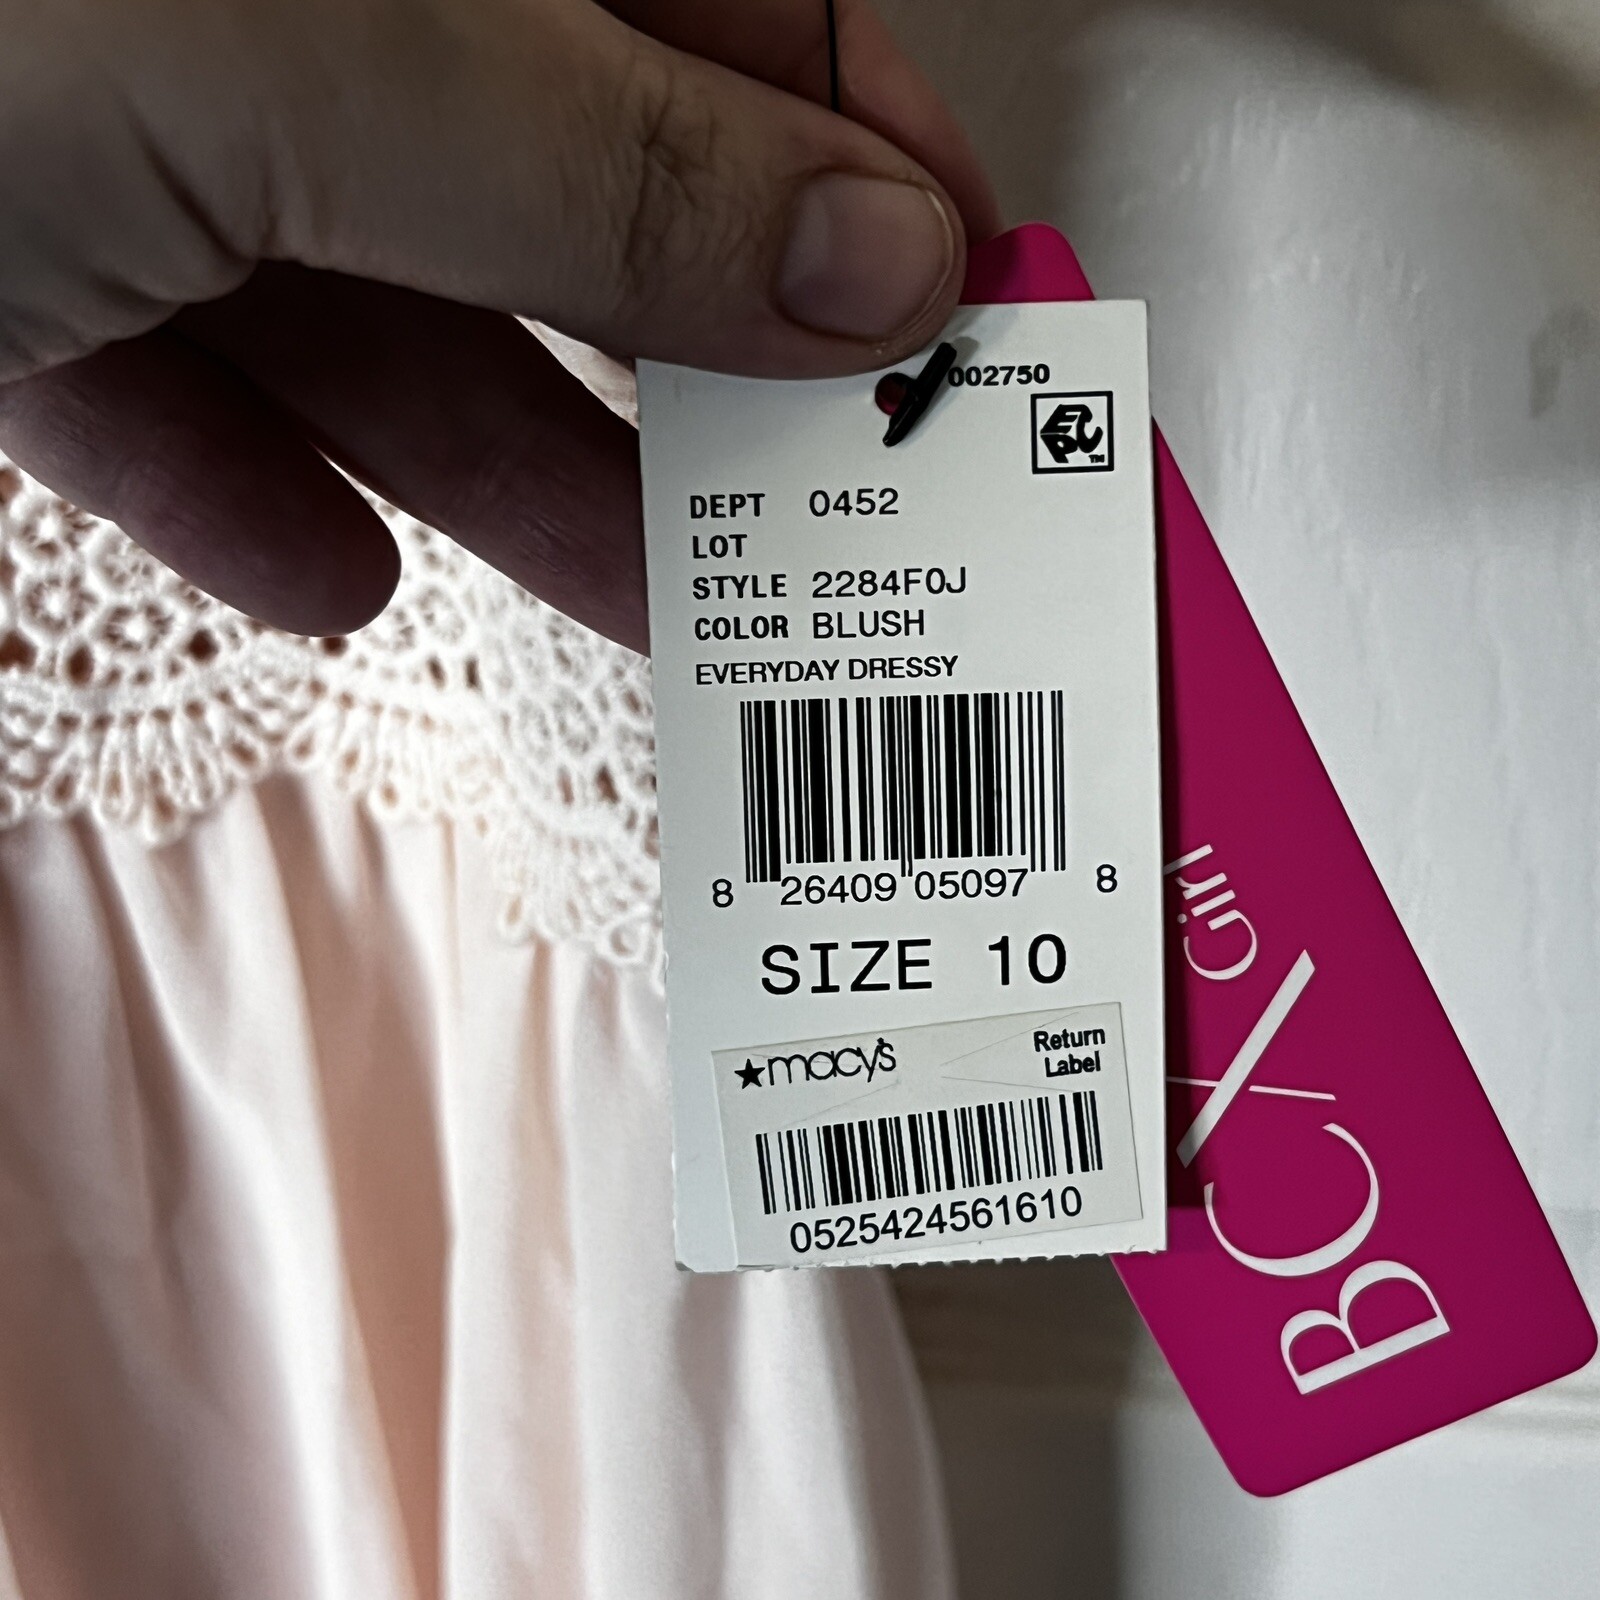 002750
EPC™
DEPT 0452
LOT
STYLE 2284F0J
COLOR BLUSH
EVERYDAY DRESSY
8 26409 05097 8
SIZE 10
★macy's
Return
Label
0525424561610
BCX Girl